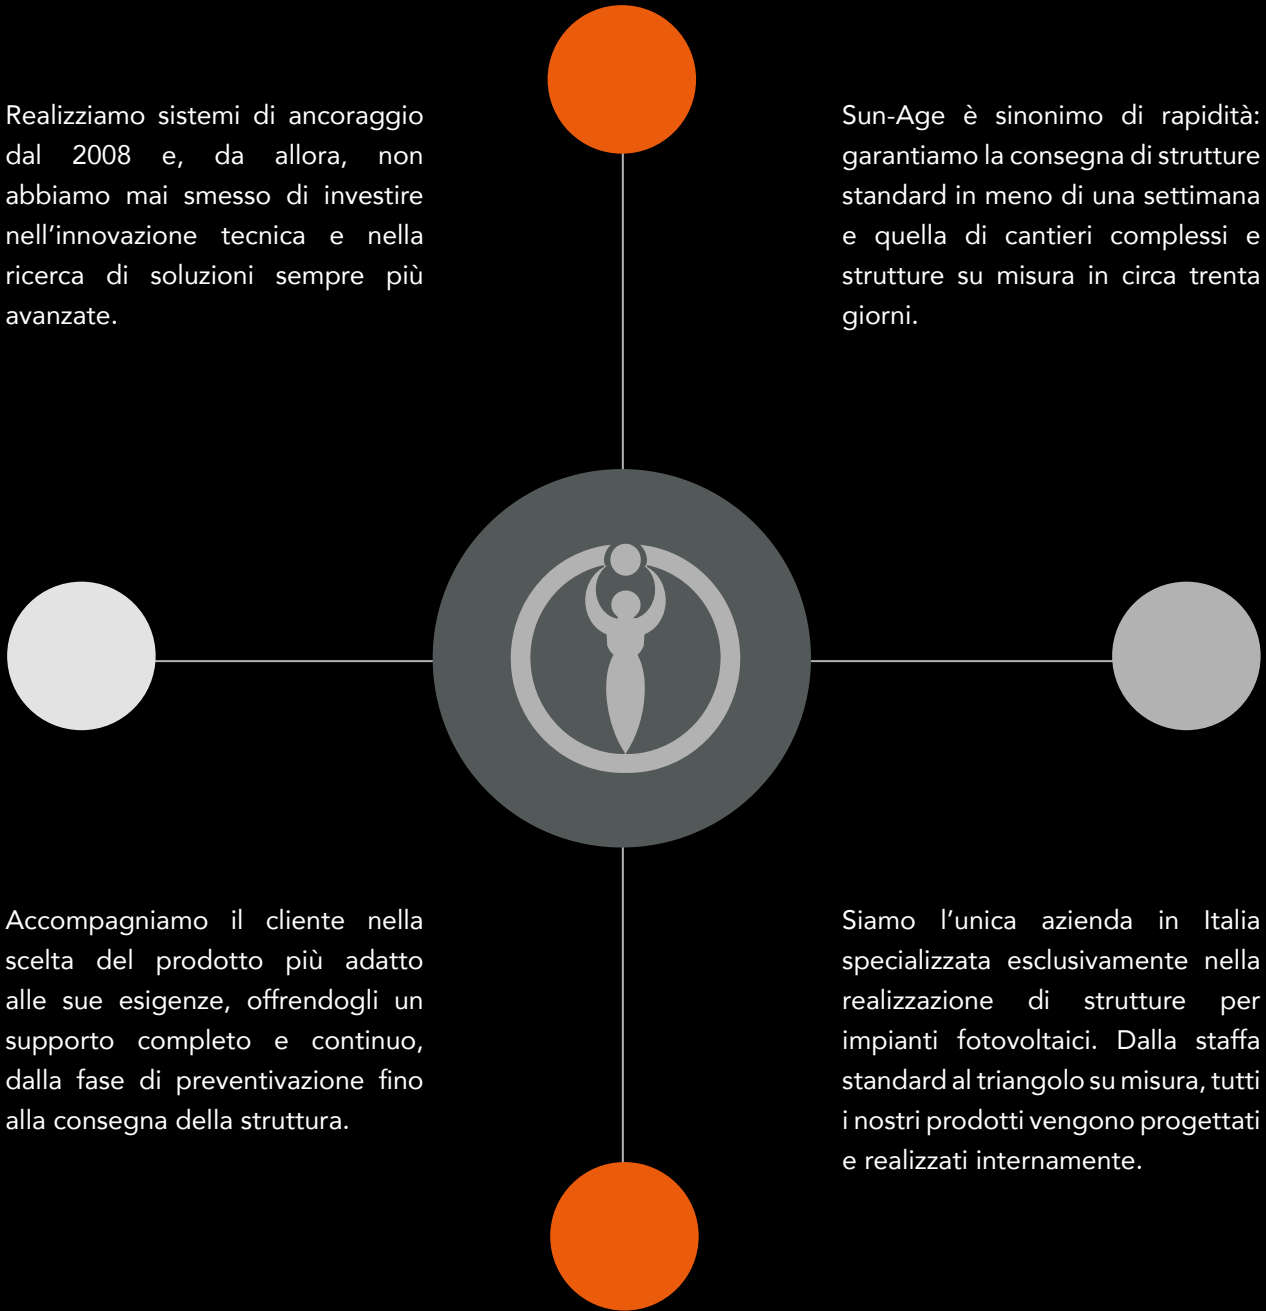 Realizziamo sistemi di ancoraggio
dal 2008 e, da allora, non
abbiamo mai smesso di investire
nell'innovazione tecnica e nella
ricerca di soluzioni sempre più
avanzate.
Sun-Age è sinonimo di rapidità:
garantiamo la consegna di strutture
standard in meno di una settimana
e quella di cantieri complessi e
strutture su misura in circa trenta
giorni.
Accompagniamo il cliente nella
scelta del prodotto più adatto
alle sue esigenze, offrendogli un
supporto completo e continuo,
dalla fase di preventivazione fino
alla consegna della struttura.
Siamo l'unica azienda in Italia
specializzata esclusivamente nella
realizzazione di strutture per
impianti fotovoltaici. Dalla staffa
standard al triangolo su misura, tutti
i nostri prodotti vengono progettati
e realizzati internamente.